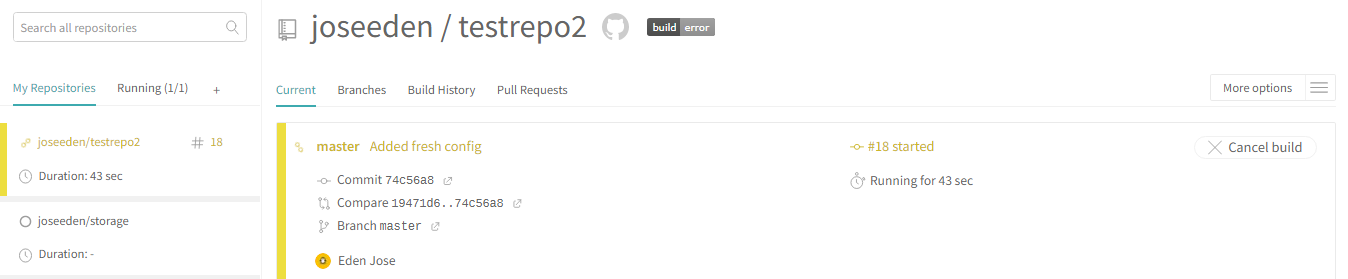 Search all repositories
My Repositories
Running (1/1)
+
joseeden/testrepo2
# 18
Duration: 43 sec
joseeden/storage
Duration: -
joseeden / testrepo2
build error
Current
Branches
Build History
Pull Requests
More options
master Added fresh config
Commit 74c56a8
Compare 19471d6..74c56a8
Branch master
Eden Jose
#18 started
Running for 43 sec
Cancel build